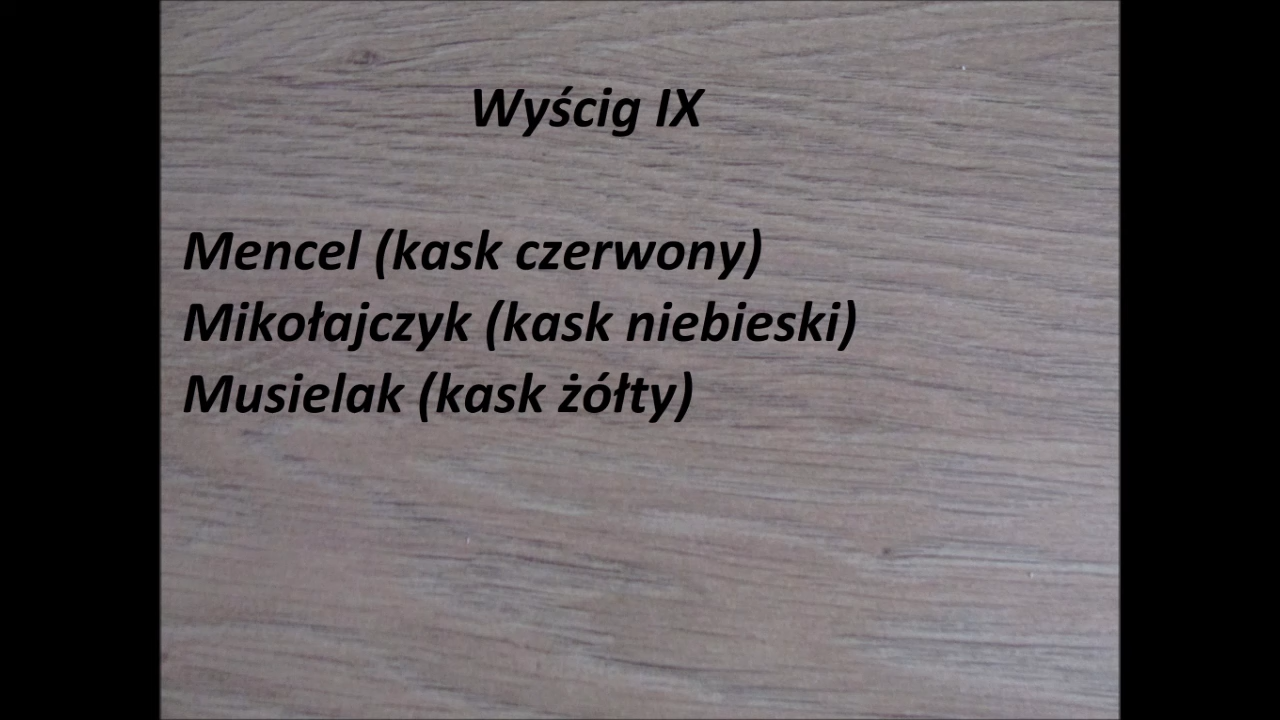 Wyścig IX
Mencel (kask czerwony)
Mikołajczyk (kask niebieski)
Musielak (kask żółty)